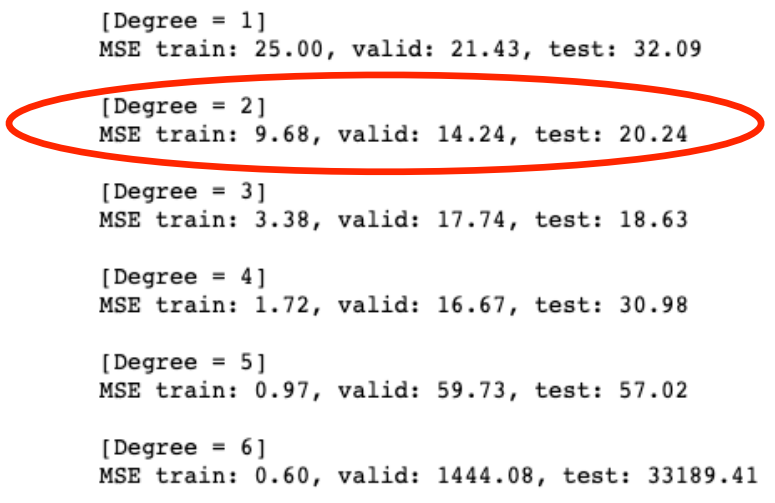 [Degree = 1]
MSE train: 25.00, valid: 21.43, test: 32.09
[Degree = 2]
MSE train: 9.68, valid: 14.24, test: 20.24
[Degree = 3]
MSE train: 3.38, valid: 17.74, test: 18.63
[Degree = 4]
MSE train: 1.72, valid: 16.67, test: 30.98
[Degree = 5]
MSE train: 0.97, valid: 59.73, test: 57.02
[Degree = 6]
MSE train: 0.60, valid: 1444.08, test: 33189.41